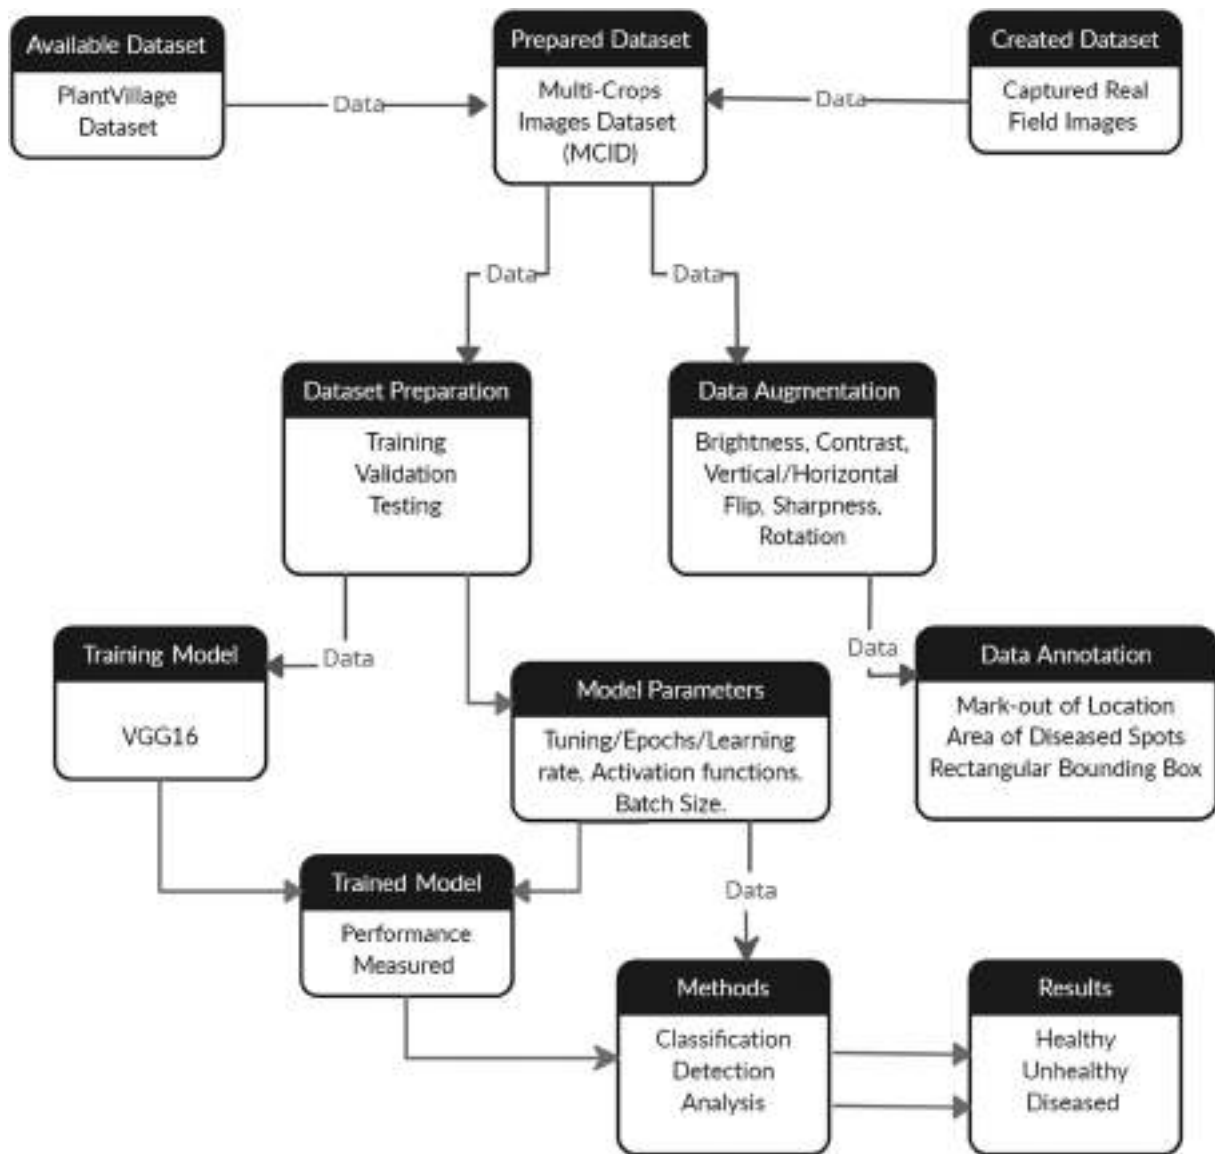 Available Dataset
PlantVillage
Dataset
Data
Prepared Dataset
Multi-Crops
Images Dataset
(MCID)
Data
Created Dataset
Captured Real
Field Images
Data
Data
Dataset Preparation
Training
Validation
Testing
Data Augmentation
Brightness, Contrast,
Vertical/Horizontal
Flip, Sharpness,
Rotation
Training Model
VGG16
Data
Model Parameters
Tuning/Epochs/Learning
rate, Activation functions.
Batch Size.
Data
Data Annotation
Mark-out of Location
Area of Diseased Spots
Rectangular Bounding Box
Trained Model
Performance
Measured
Data
Methods
Classification
Detection
Analysis
Results
Healthy
Unhealthy
Diseased